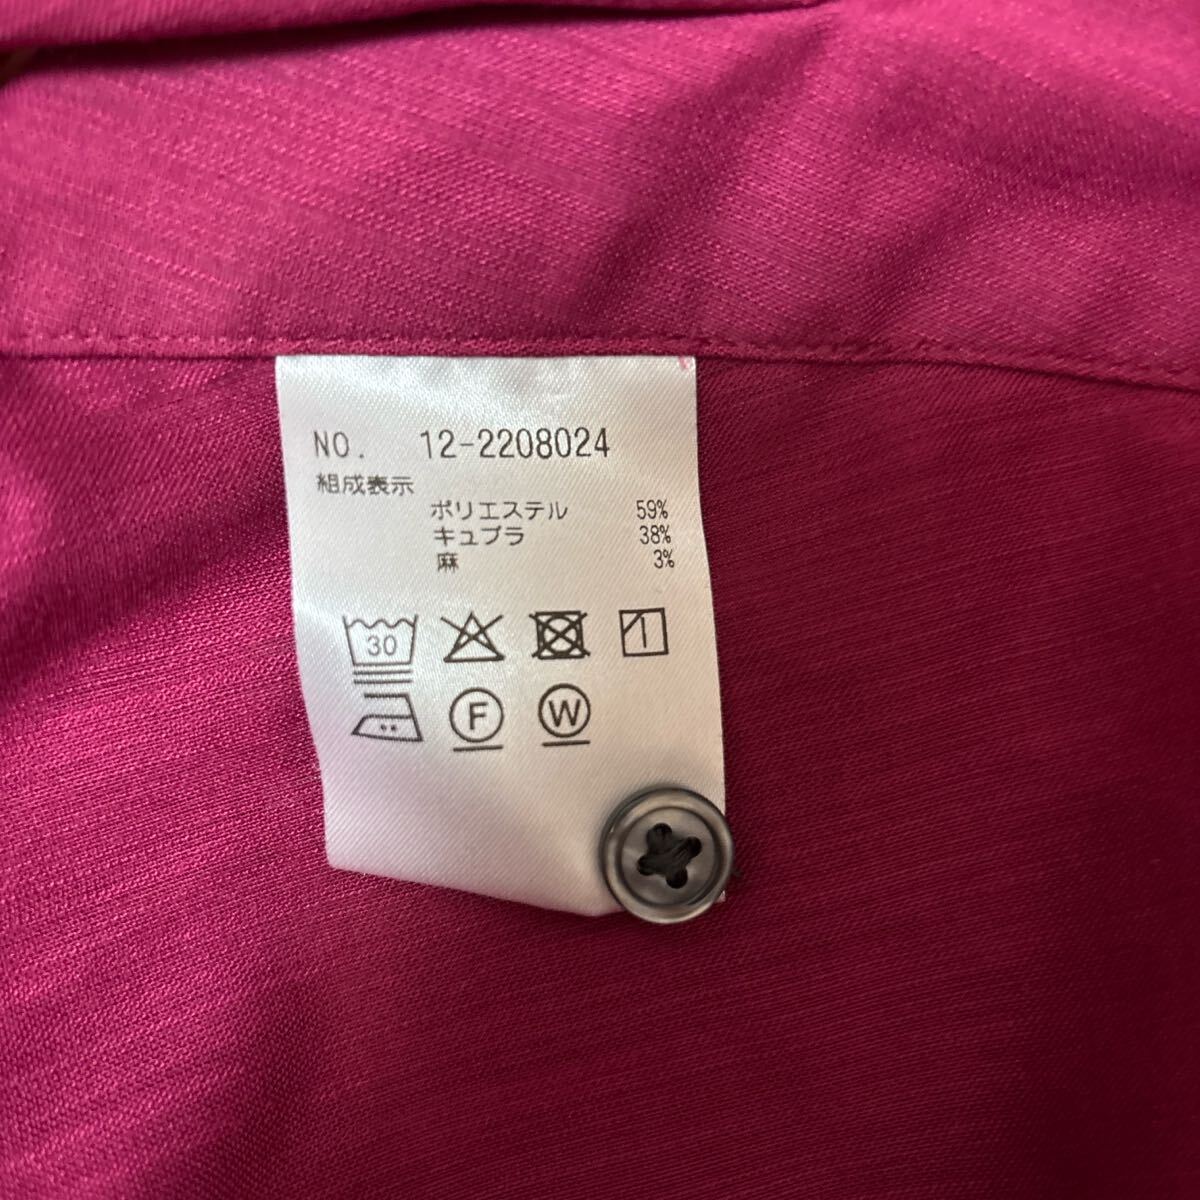 NO. 12-2208024
組成表示
ポリエステル 59%
キュプラ 38%
麻 3%
30
F W